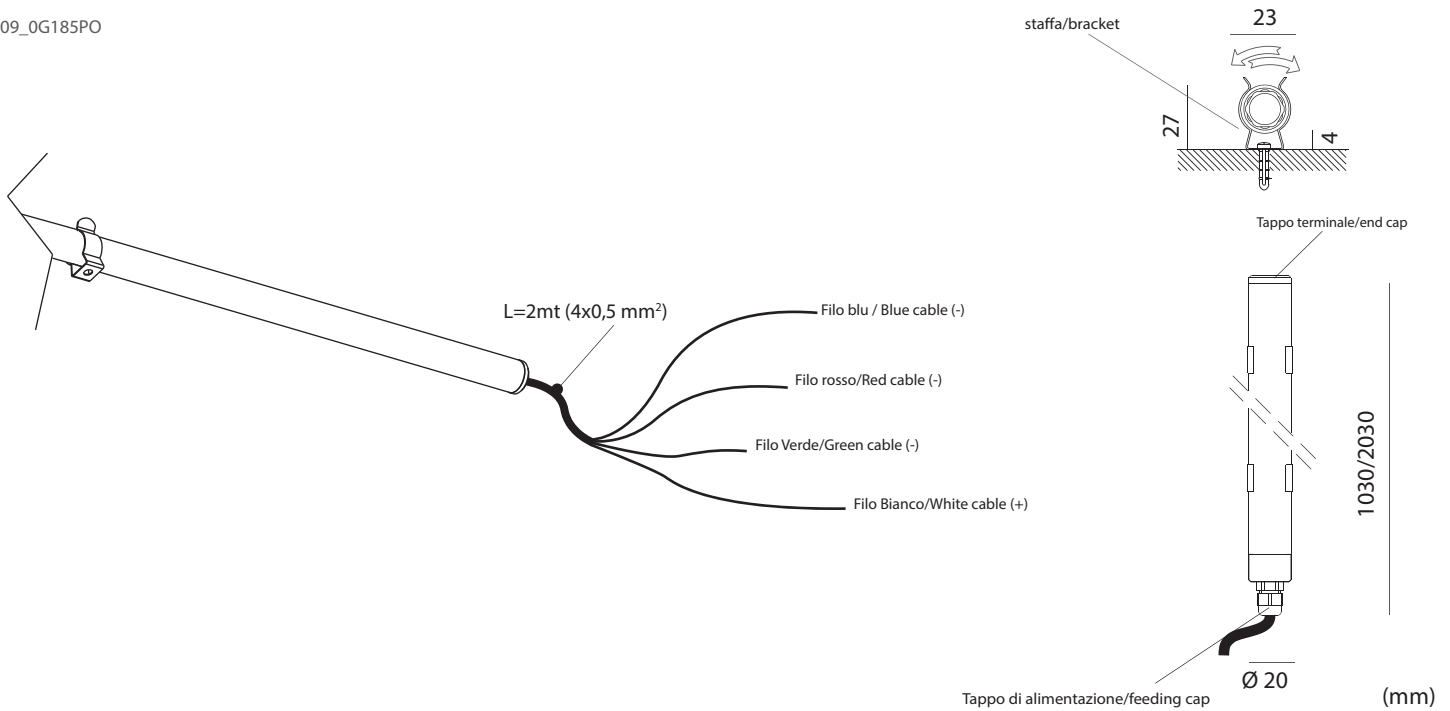 09_0G185PO
staffa/bracket
23
27
4
Tappo terminale/end cap
L=2mt (4x0,5 mm²)
Filo blu / Blue cable (-)
Filo rosso/Red cable (-)
Filo Verde/Green cable (-)
Filo Bianco/White cable (+)
1030/2030
Ø 20
Tappo di alimentazione/feeding cap
(mm)